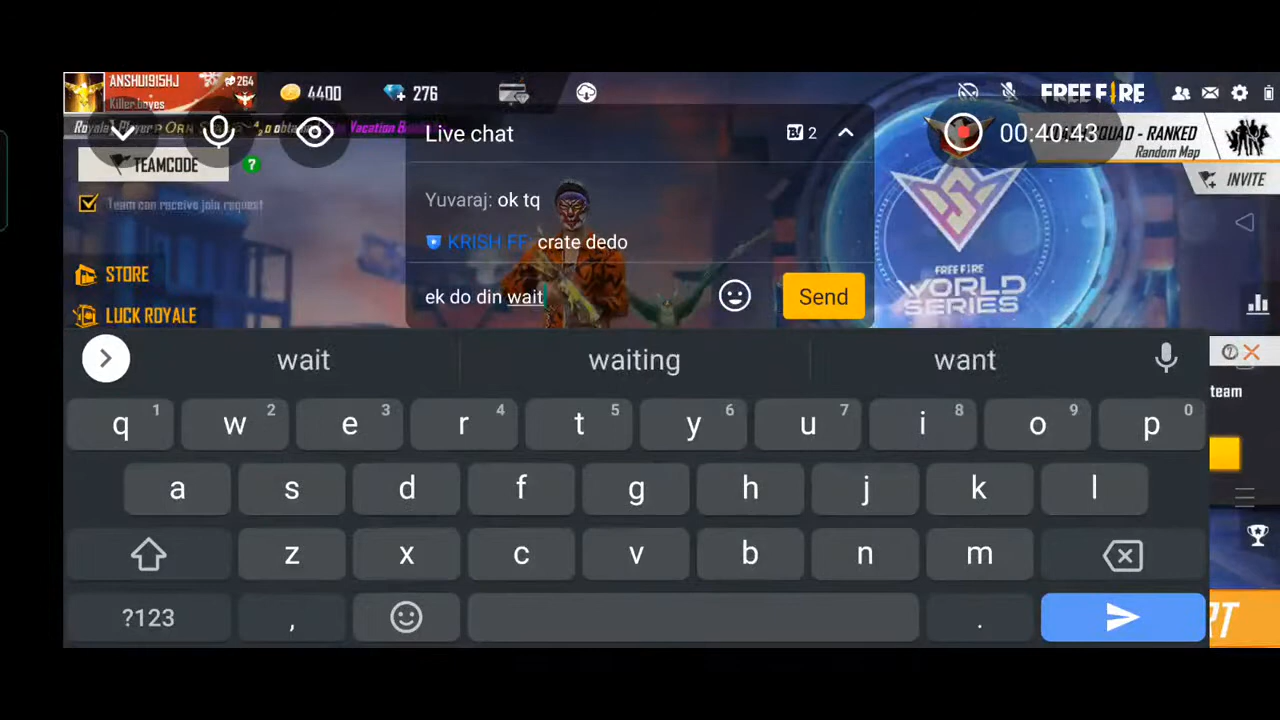 ANSHU1915HJ
264
4400
276
FREE FIRE
Killer boyes
Vacation B
Live chat
2
00:40:43
SQUAD - RANKED
Random Map
TEAMCODE
?
INVITE
Team can receive join request
Yuvaraj: ok tq
KRISH FF crate dedo
STORE
FREE FIRE
WORLD
SERIES
ek do din wait
Send
LUCK ROYALE
wait waiting want
team
q 1 w 2 e 3 r 4 t 5 y 6 u 7 i 8 o 9 p 0
a s d f g h j k l
z x c v b n m
?123 , .
RT